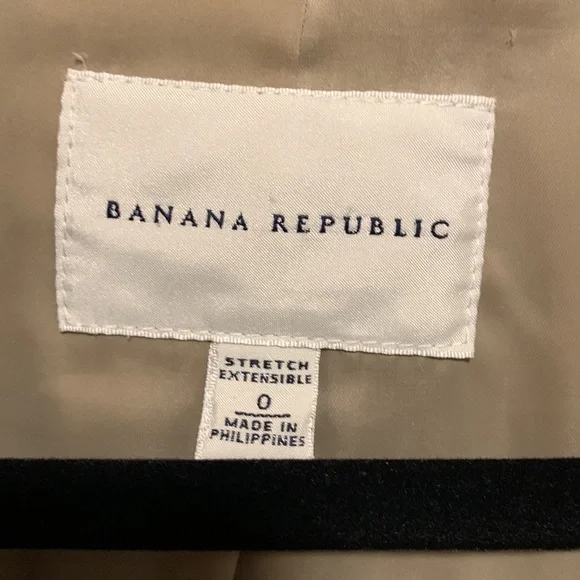 BANANA REPUBLIC
STRETCH
EXTENSIBLE
0
MADE IN
PHILIPPINES